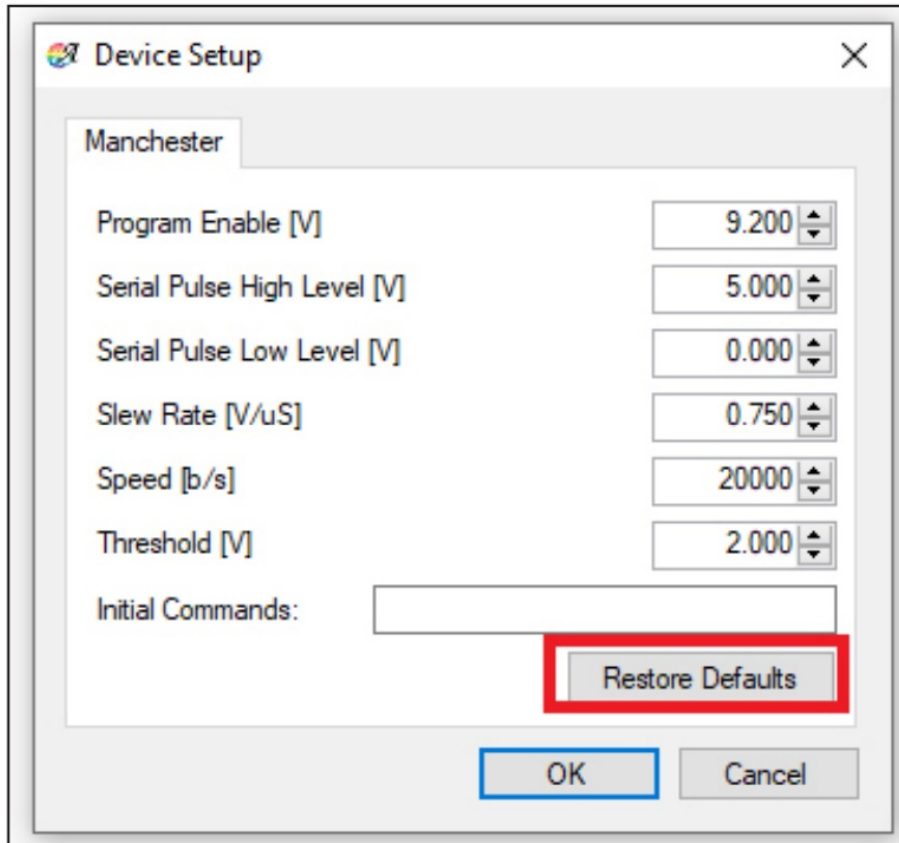 Device Setup
Manchester
Program Enable [V] 9.200
Serial Pulse High Level [V] 5.000
Serial Pulse Low Level [V] 0.000
Slew Rate [V/uS] 0.750
Speed [b/s] 20000
Threshold [V] 2.000
Initial Commands:
Restore Defaults
OK Cancel